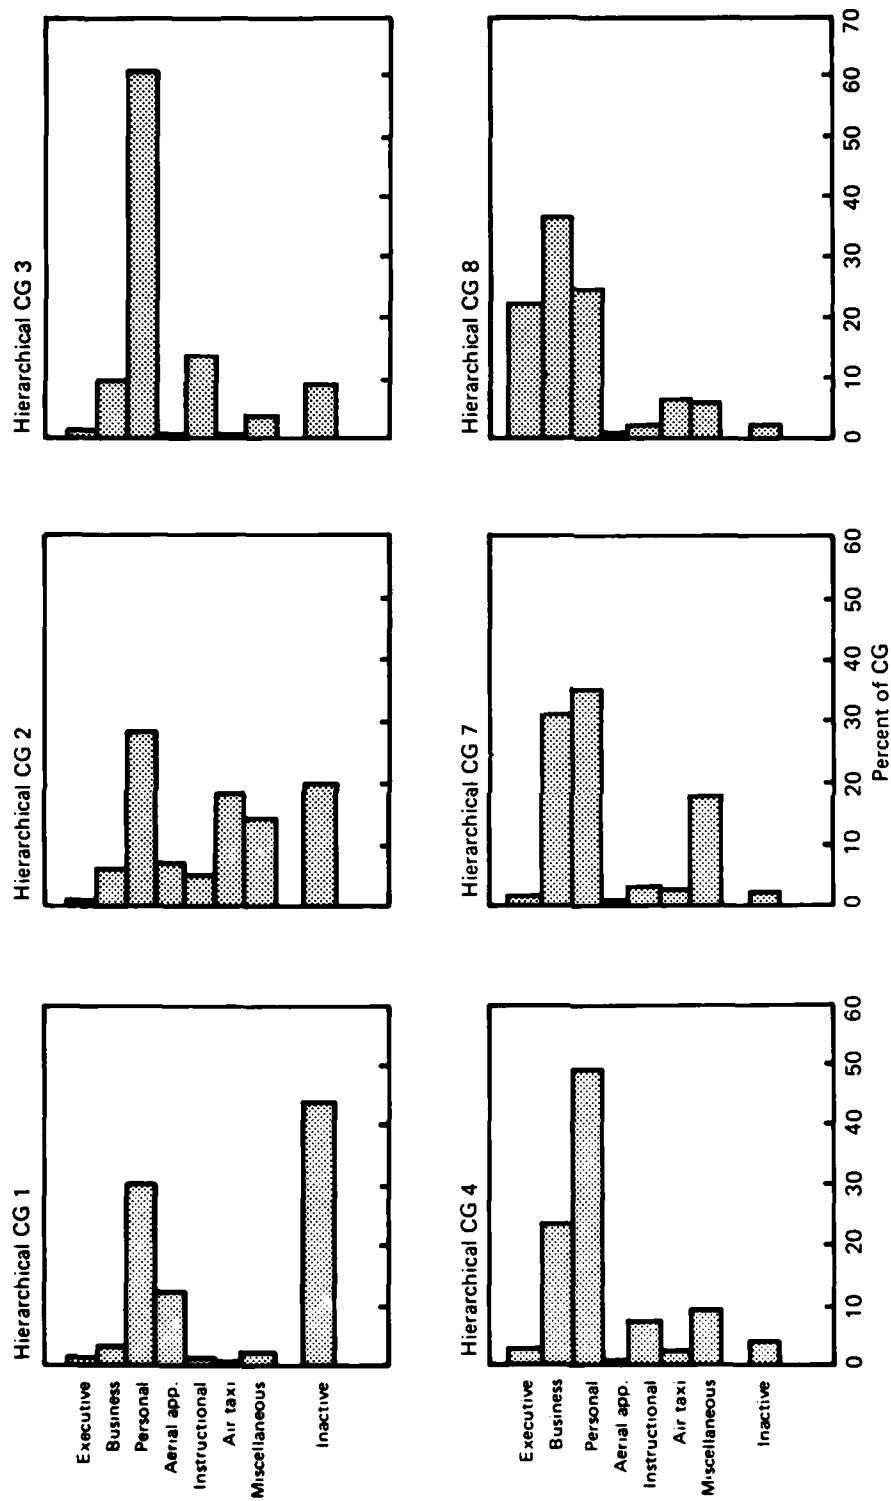 Hierarchical CG 1
Hierarchical CG 2
Hierarchical CG 3
Executive
Business
Personal
Aerial app.
Instructional
Air taxi
Miscellaneous
Inactive
Hierarchical CG 4
Hierarchical CG 7
Hierarchical CG 8
Executive
Business
Personal
Aerial app.
Instructional
Air taxi
Miscellaneous
Inactive
0 10 20 30 40 50 60
0 10 20 30 40 50 60
0 10 20 30 40 50 60 70
Percent of CG